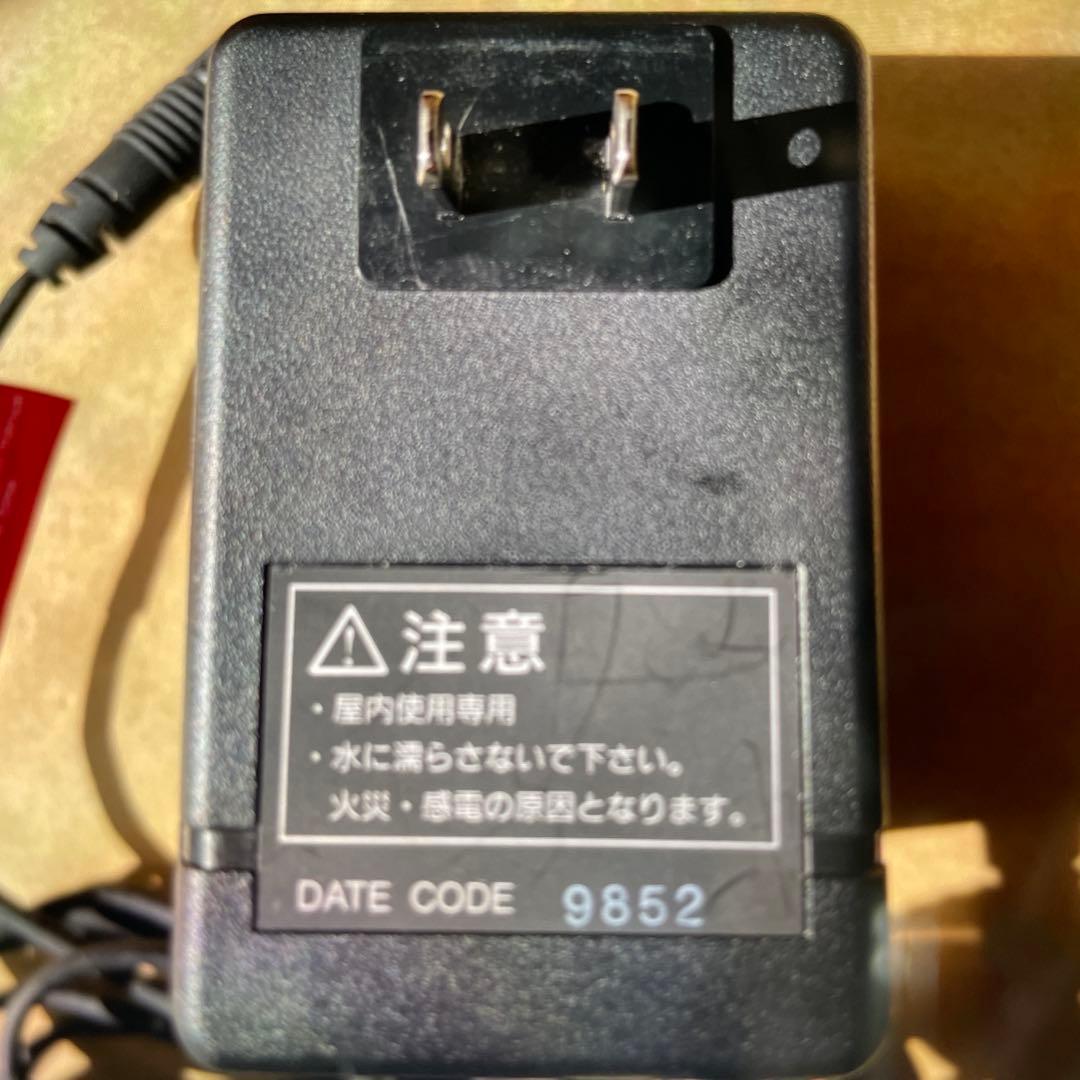 注意
・屋内使用専用
・水に濡らさないで下さい。
火災・感電の原因となります。
DATE CODE 9852